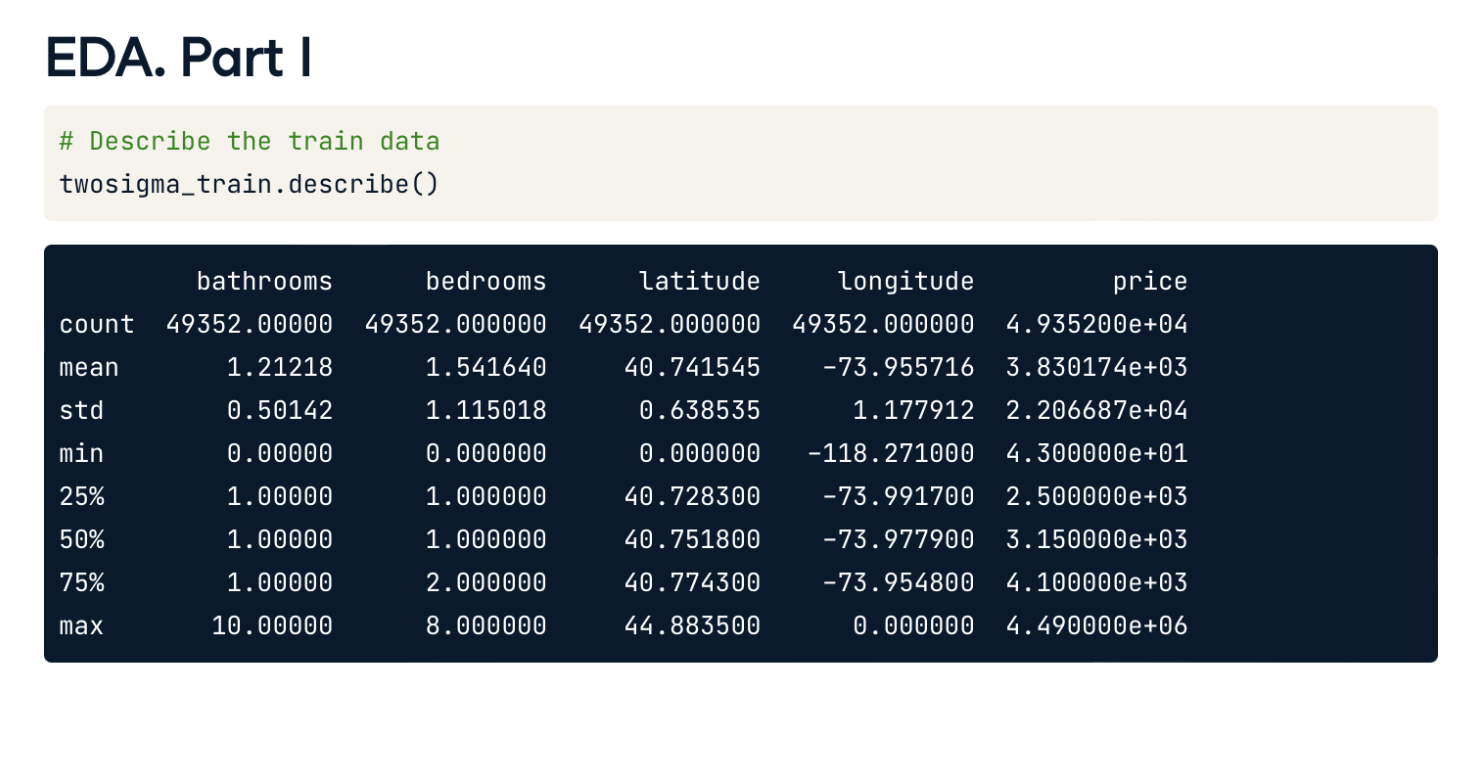 EDA. Part I
# Describe the train data
twosigma_train.describe()
bathrooms bedrooms latitude longitude price
count 49352.00000 49352.000000 49352.000000 49352.000000 4.935200e+04
mean 1.21218 1.541640 40.741545 -73.955716 3.830174e+03
std 0.50142 1.115018 0.638535 1.177912 2.206687e+04
min 0.00000 0.000000 0.000000 -118.271000 4.300000e+01
25% 1.00000 1.000000 40.728300 -73.991700 2.500000e+03
50% 1.00000 1.000000 40.751800 -73.977900 3.150000e+03
75% 1.00000 2.000000 40.774300 -73.954800 4.100000e+03
max 10.00000 8.000000 44.883500 0.000000 4.490000e+06